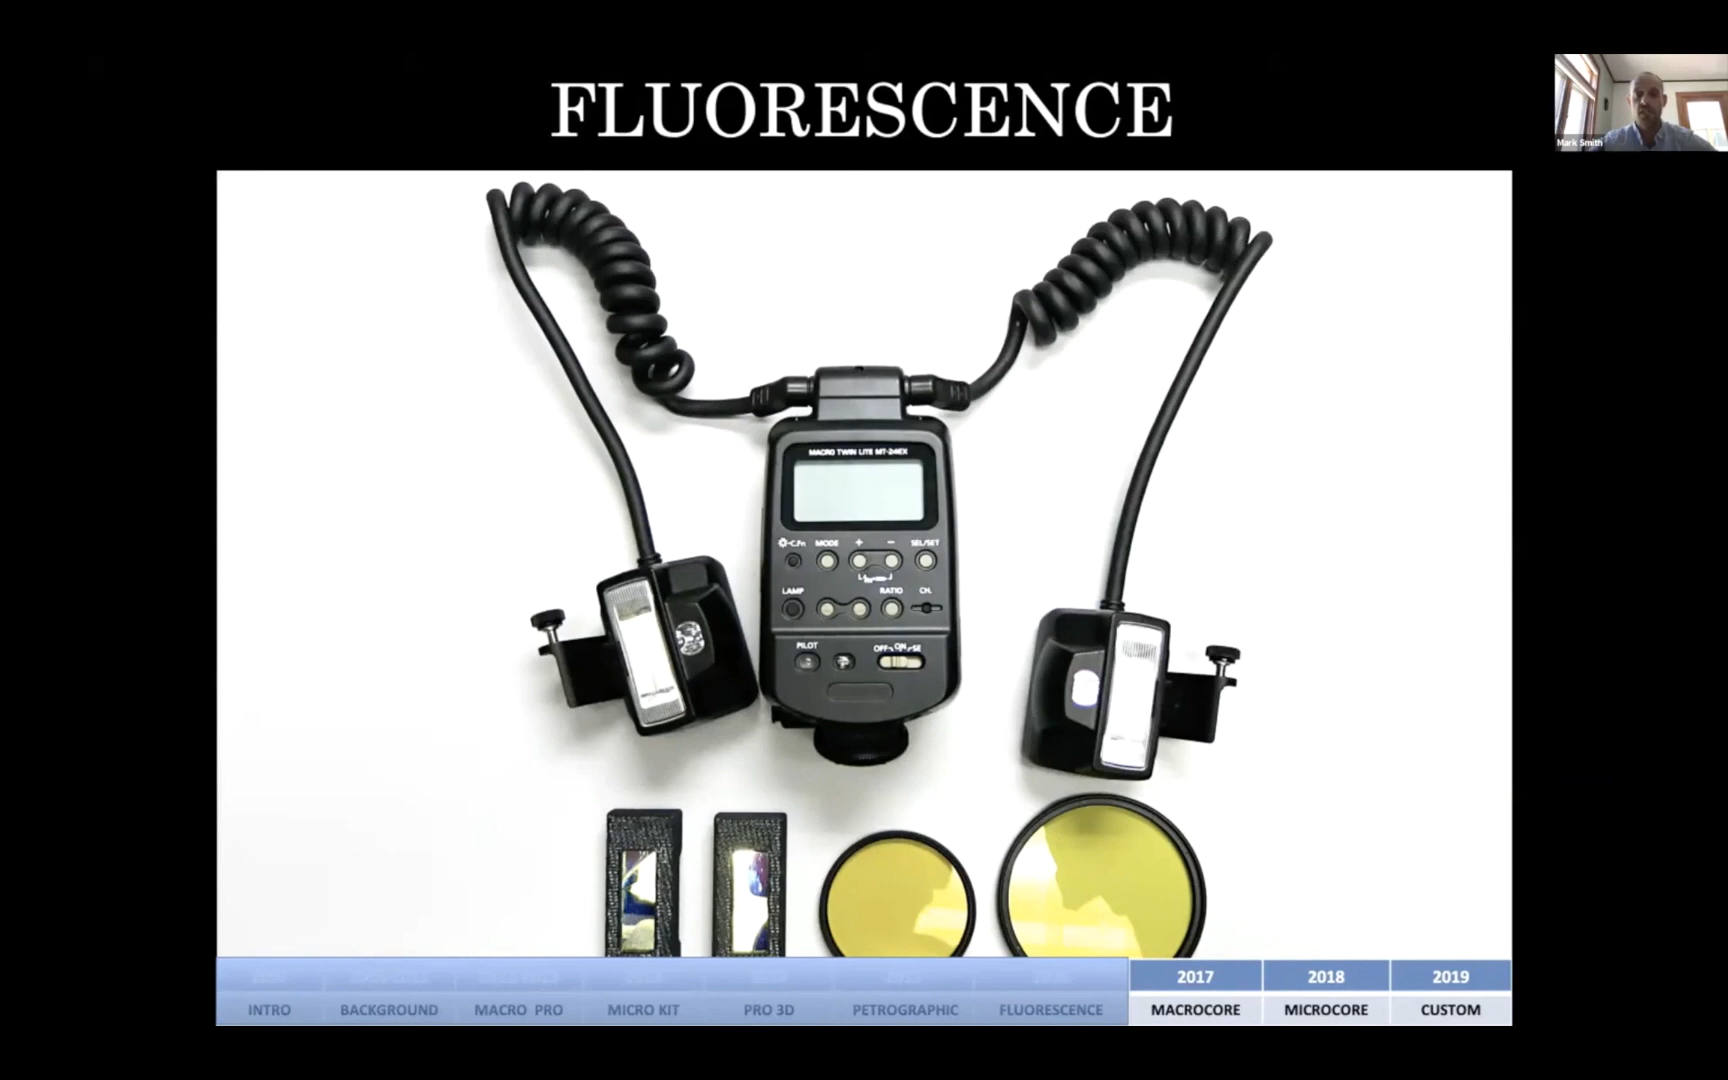 FLUORESCENCE
Mark Smith
MACRO TWIN LITE MT-24EX
C.Fn MODE + − SEL/SET
LAMP RATIO CH.
PILOT OFF ON SE
2017 2018 2019
INTRO BACKGROUND MACRO PRO MICRO KIT PRO 3D PETROGRAPHIC FLUORESCENCE MACROCORE MICROCORE CUSTOM